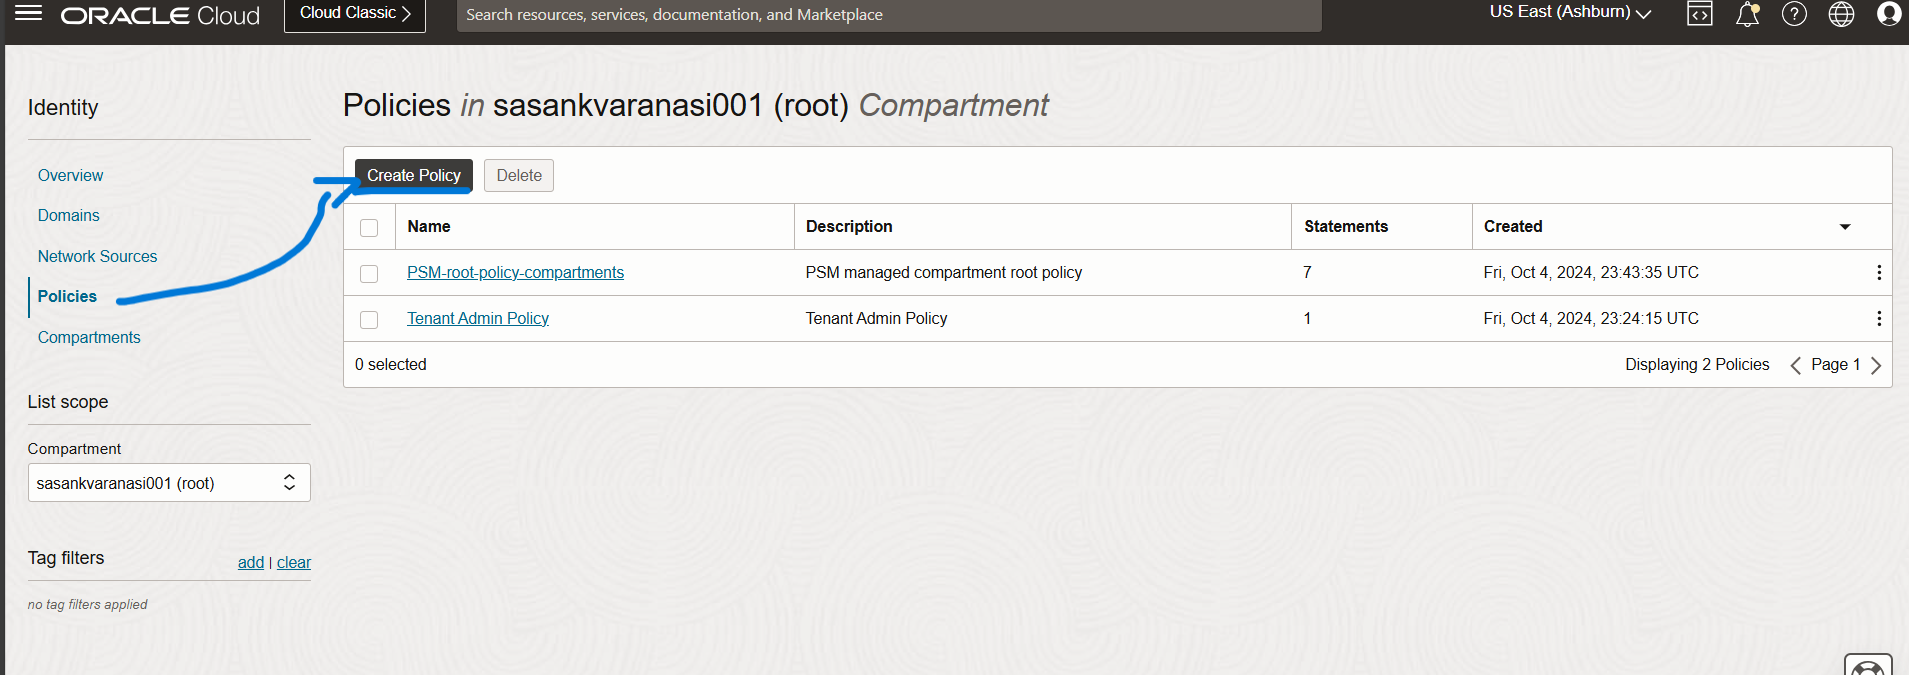 ORACLE Cloud
Cloud Classic
Search resources, services, documentation, and Marketplace
US East (Ashburn)
Identity
Overview
Domains
Network Sources
Policies
Compartments
List scope
Compartment
sasankvaranasi001 (root)
Tag filters
add | clear
no tag filters applied
Policies in sasankvaranasi001 (root) Compartment
Create Policy Delete
Name Description Statements Created
PSM-root-policy-compartments PSM managed compartment root policy 7 Fri, Oct 4, 2024, 23:43:35 UTC
Tenant Admin Policy Tenant Admin Policy 1 Fri, Oct 4, 2024, 23:24:15 UTC
0 selected Displaying 2 Policies Page 1